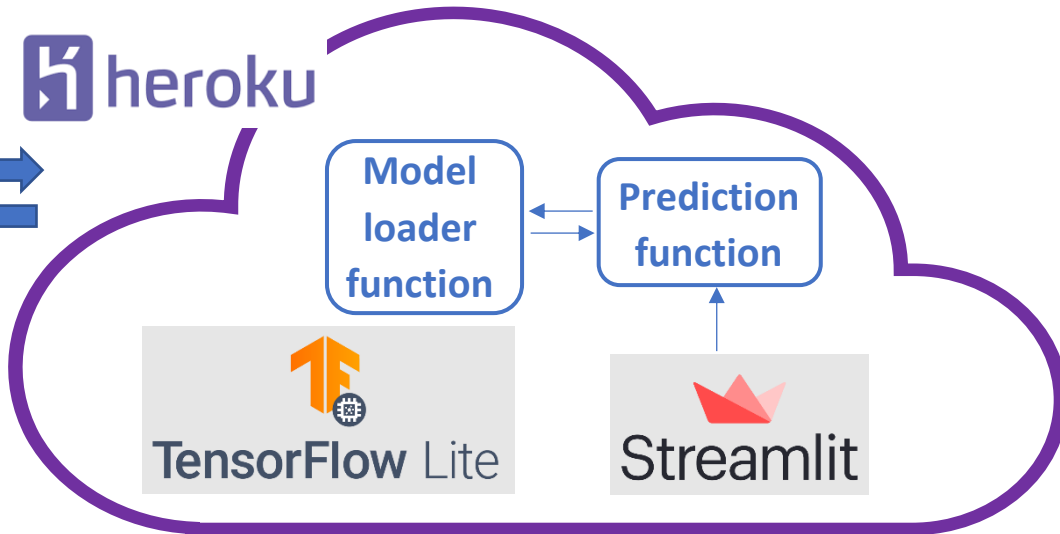 heroku
Model
loader
function
Prediction
function
TensorFlow Lite
Streamlit